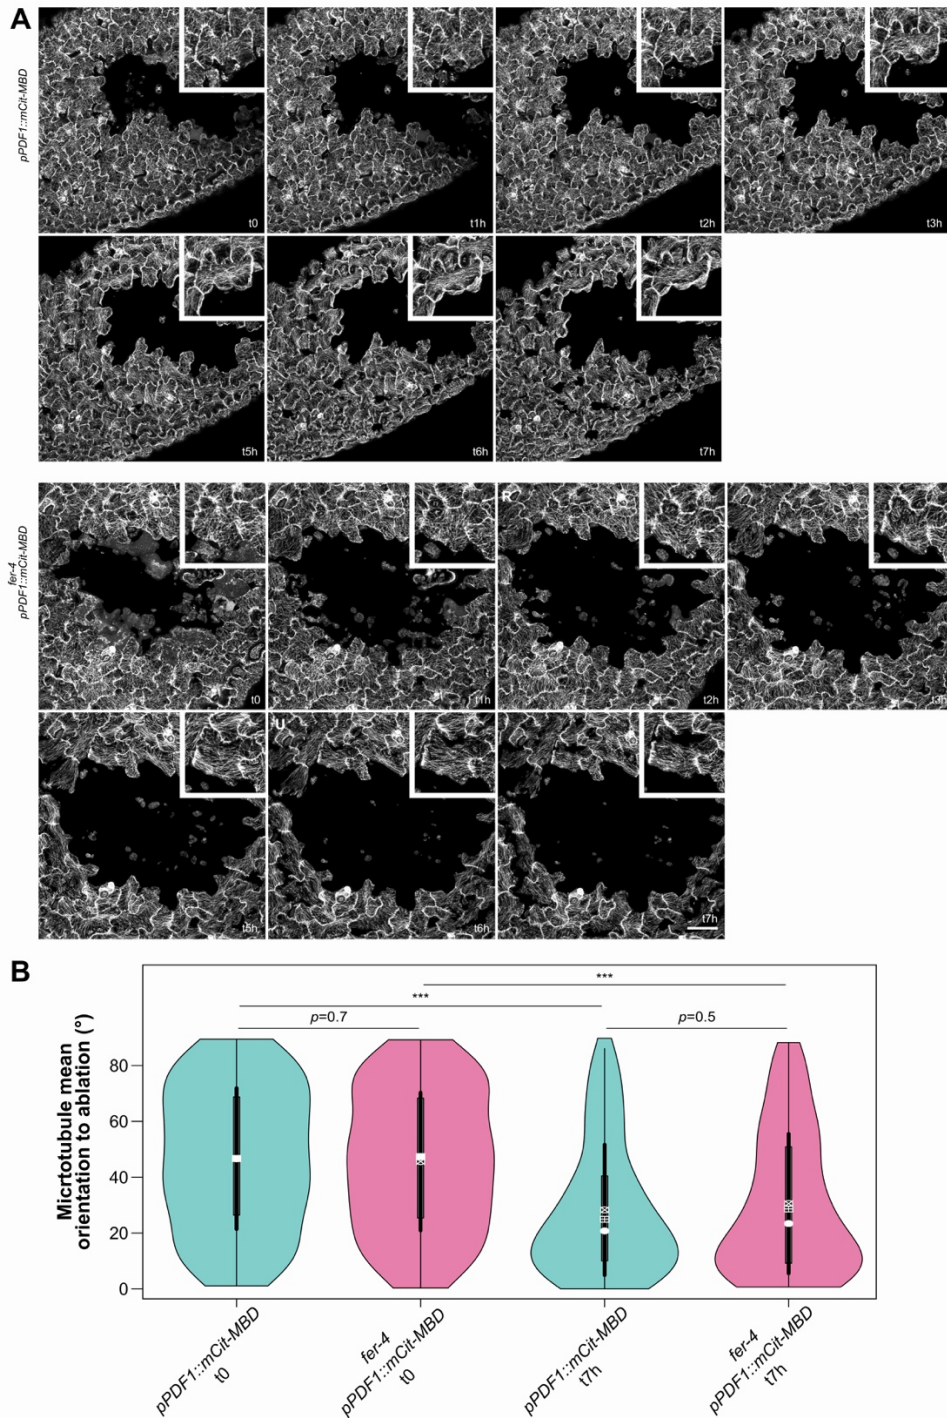 A
pPDF1::mCit-MBD
t0
t1h
t2h
t3h
t5h
t6h
t7h
fer-4
pPDF1::mCit-MBD
R
t0
t1h
t2h
t3h
U
t5h
t6h
t7h
B
***
***
p=0.7
p=0.5
Micrtotubule mean
orientation to ablation (°)
80
60
40
20
0
pPDF1::mCit-MBD
t0
fer-4
pPDF1::mCit-MBD
t0
pPDF1::mCit-MBD
t7h
fer-4
pPDF1::mCit-MBD
t7h